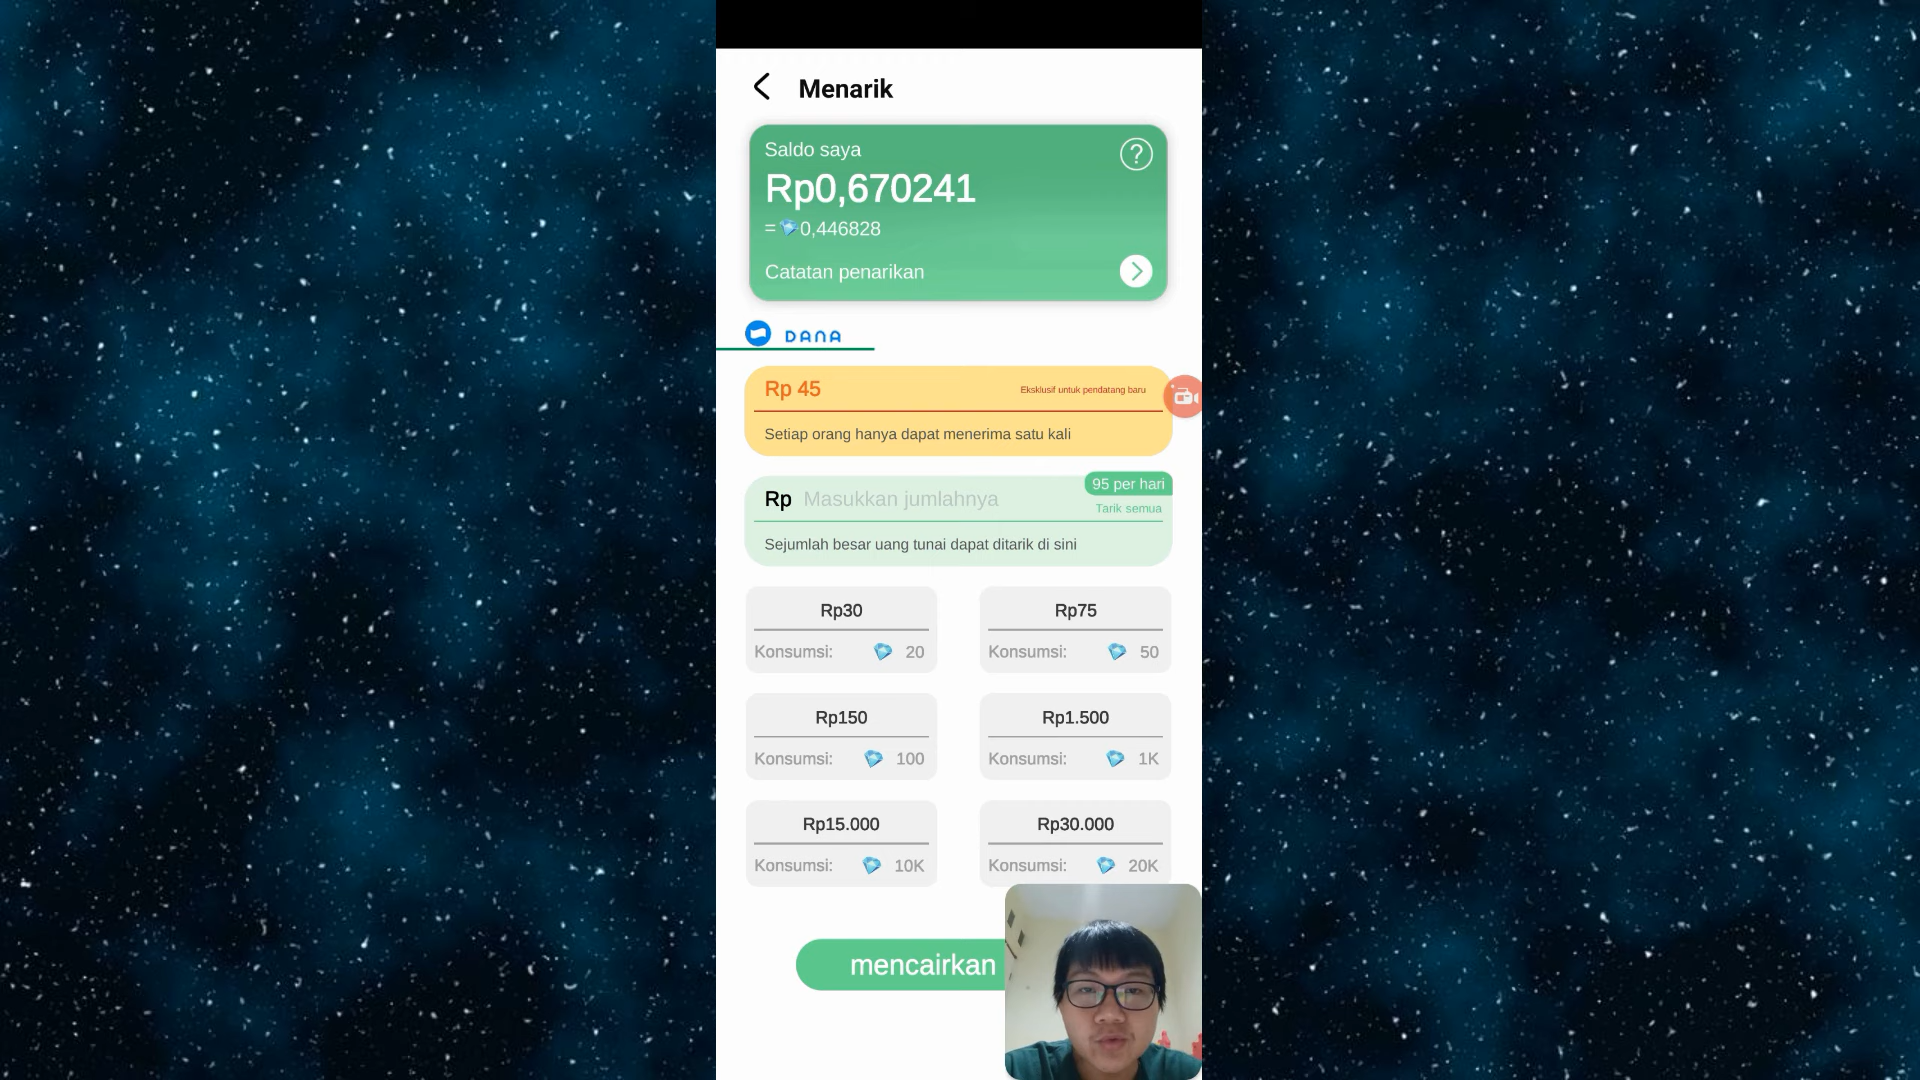 Menarik
Saldo saya
?
Rp0,670241
=0,446828
Catatan penarikan
DANA
Rp 45
Eksklusif untuk pendatang baru
Setiap orang hanya dapat menerima satu kali
95 per hari
Rp Masukkan jumlahnya
Tarik semua
Sejumlah besar uang tunai dapat ditarik di sini
Rp30
Konsumsi: 20
Rp75
Konsumsi: 50
Rp150
Konsumsi: 100
Rp1.500
Konsumsi: 1K
Rp15.000
Konsumsi: 10K
Rp30.000
Konsumsi: 20K
mencairkan